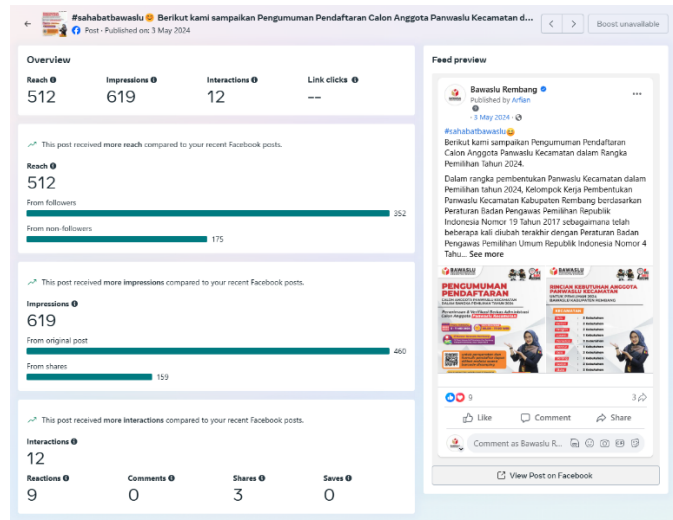 #sahabatbawaslu😊 Berikut kami sampaikan Pengumuman Pendaftaran Calon Anggota Panwaslu Kecamatan d...
Post · Published on: 3 May 2024
Boost unavailable
Overview
Reach
Impressions
Interactions
Link clicks
512
619
12
--
This post received more reach compared to your recent Facebook posts.
Reach
512
From followers
352
From non-followers
175
This post received more impressions compared to your recent Facebook posts.
Impressions
619
From original post
460
From shares
159
This post received more interactions compared to your recent Facebook posts.
Interactions
12
Reactions
Comments
Shares
Saves
9
0
3
0
Feed preview
Bawaslu Rembang
Published by Arfian
· 3 May 2024 ·
#sahabatbawaslu😊
Berikut kami sampaikan Pengumuman Pendaftaran
Calon Anggota Panwaslu Kecamatan dalam Rangka
Pemilihan Tahun 2024.
Dalam rangka pembentukan Panwaslu Kecamatan dalam
Pemilihan tahun 2024, Kelompok Kerja Pembentukan
Panwaslu Kecamatan Kabupaten Rembang berdasarkan
Peraturan Badan Pengawas Pemilihan Republik
Indonesia Nomor 19 Tahun 2017 sebagaimana telah
beberapa kali diubah terakhir dengan Peraturan Badan
Pengawas Pemilihan Umum Republik Indonesia Nomor 4
Tahu... See more
BAWASLU
PENGUMUMAN
PENDAFTARAN
BAWASLU
RINCIAN KEBUTUHAN ANGGOTA
PANWASLU KECAMATAN
9
3
Like
Comment
Share
Comment as Bawaslu R...
View Post on Facebook